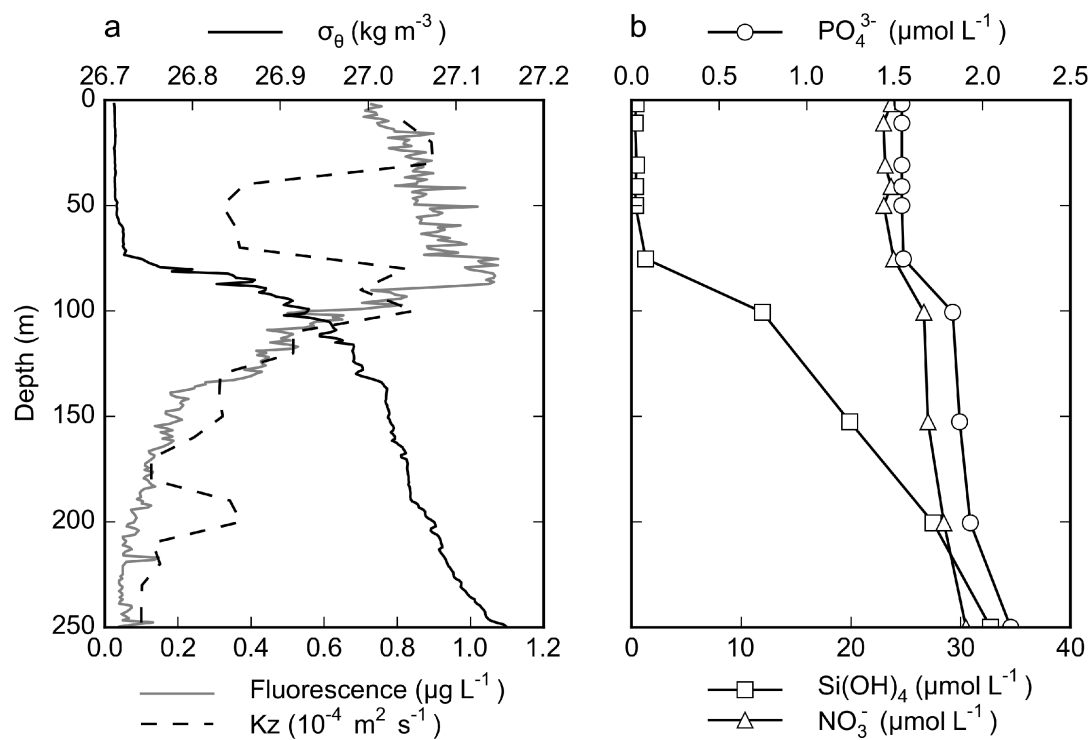 a
σθ (kg m-3)
26.7 26.8 26.9 27.0 27.1 27.2
0
50
100
150
200
250
Depth (m)
0.0 0.2 0.4 0.6 0.8 1.0 1.2
Fluorescence (µg L-1)
Kz (10-4 m2 s-1)
b
PO43- (µmol L-1)
0.0 0.5 1.0 1.5 2.0 2.5
0 10 20 30 40
Si(OH)4 (µmol L-1)
NO3- (µmol L-1)